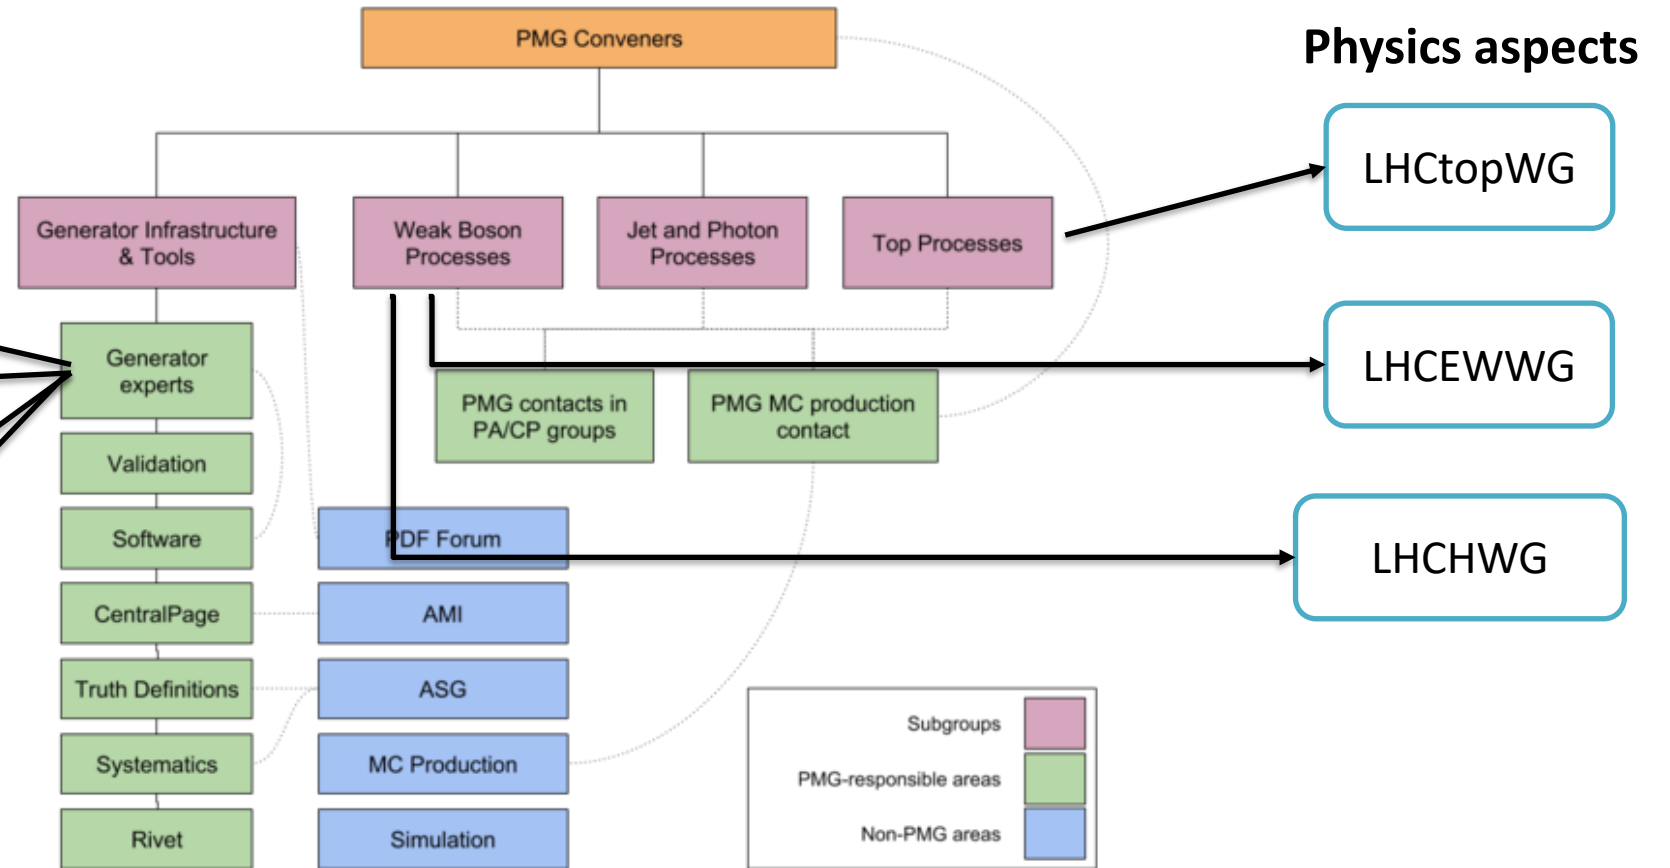 PMG Conveners
Physics aspects
LHCtopWG
Generator Infrastructure
& Tools
Weak Boson
Processes
Jet and Photon
Processes
Top Processes
Generator
experts
LHCEWWG
PMG contacts in
PA/CP groups
PMG MC production
contact
Validation
Software
PDF Forum
LHCHWG
CentralPage
AMI
Truth Definitions
ASG
Systematics
MC Production
Rivet
Simulation
Subgroups
PMG-responsible areas
Non-PMG areas